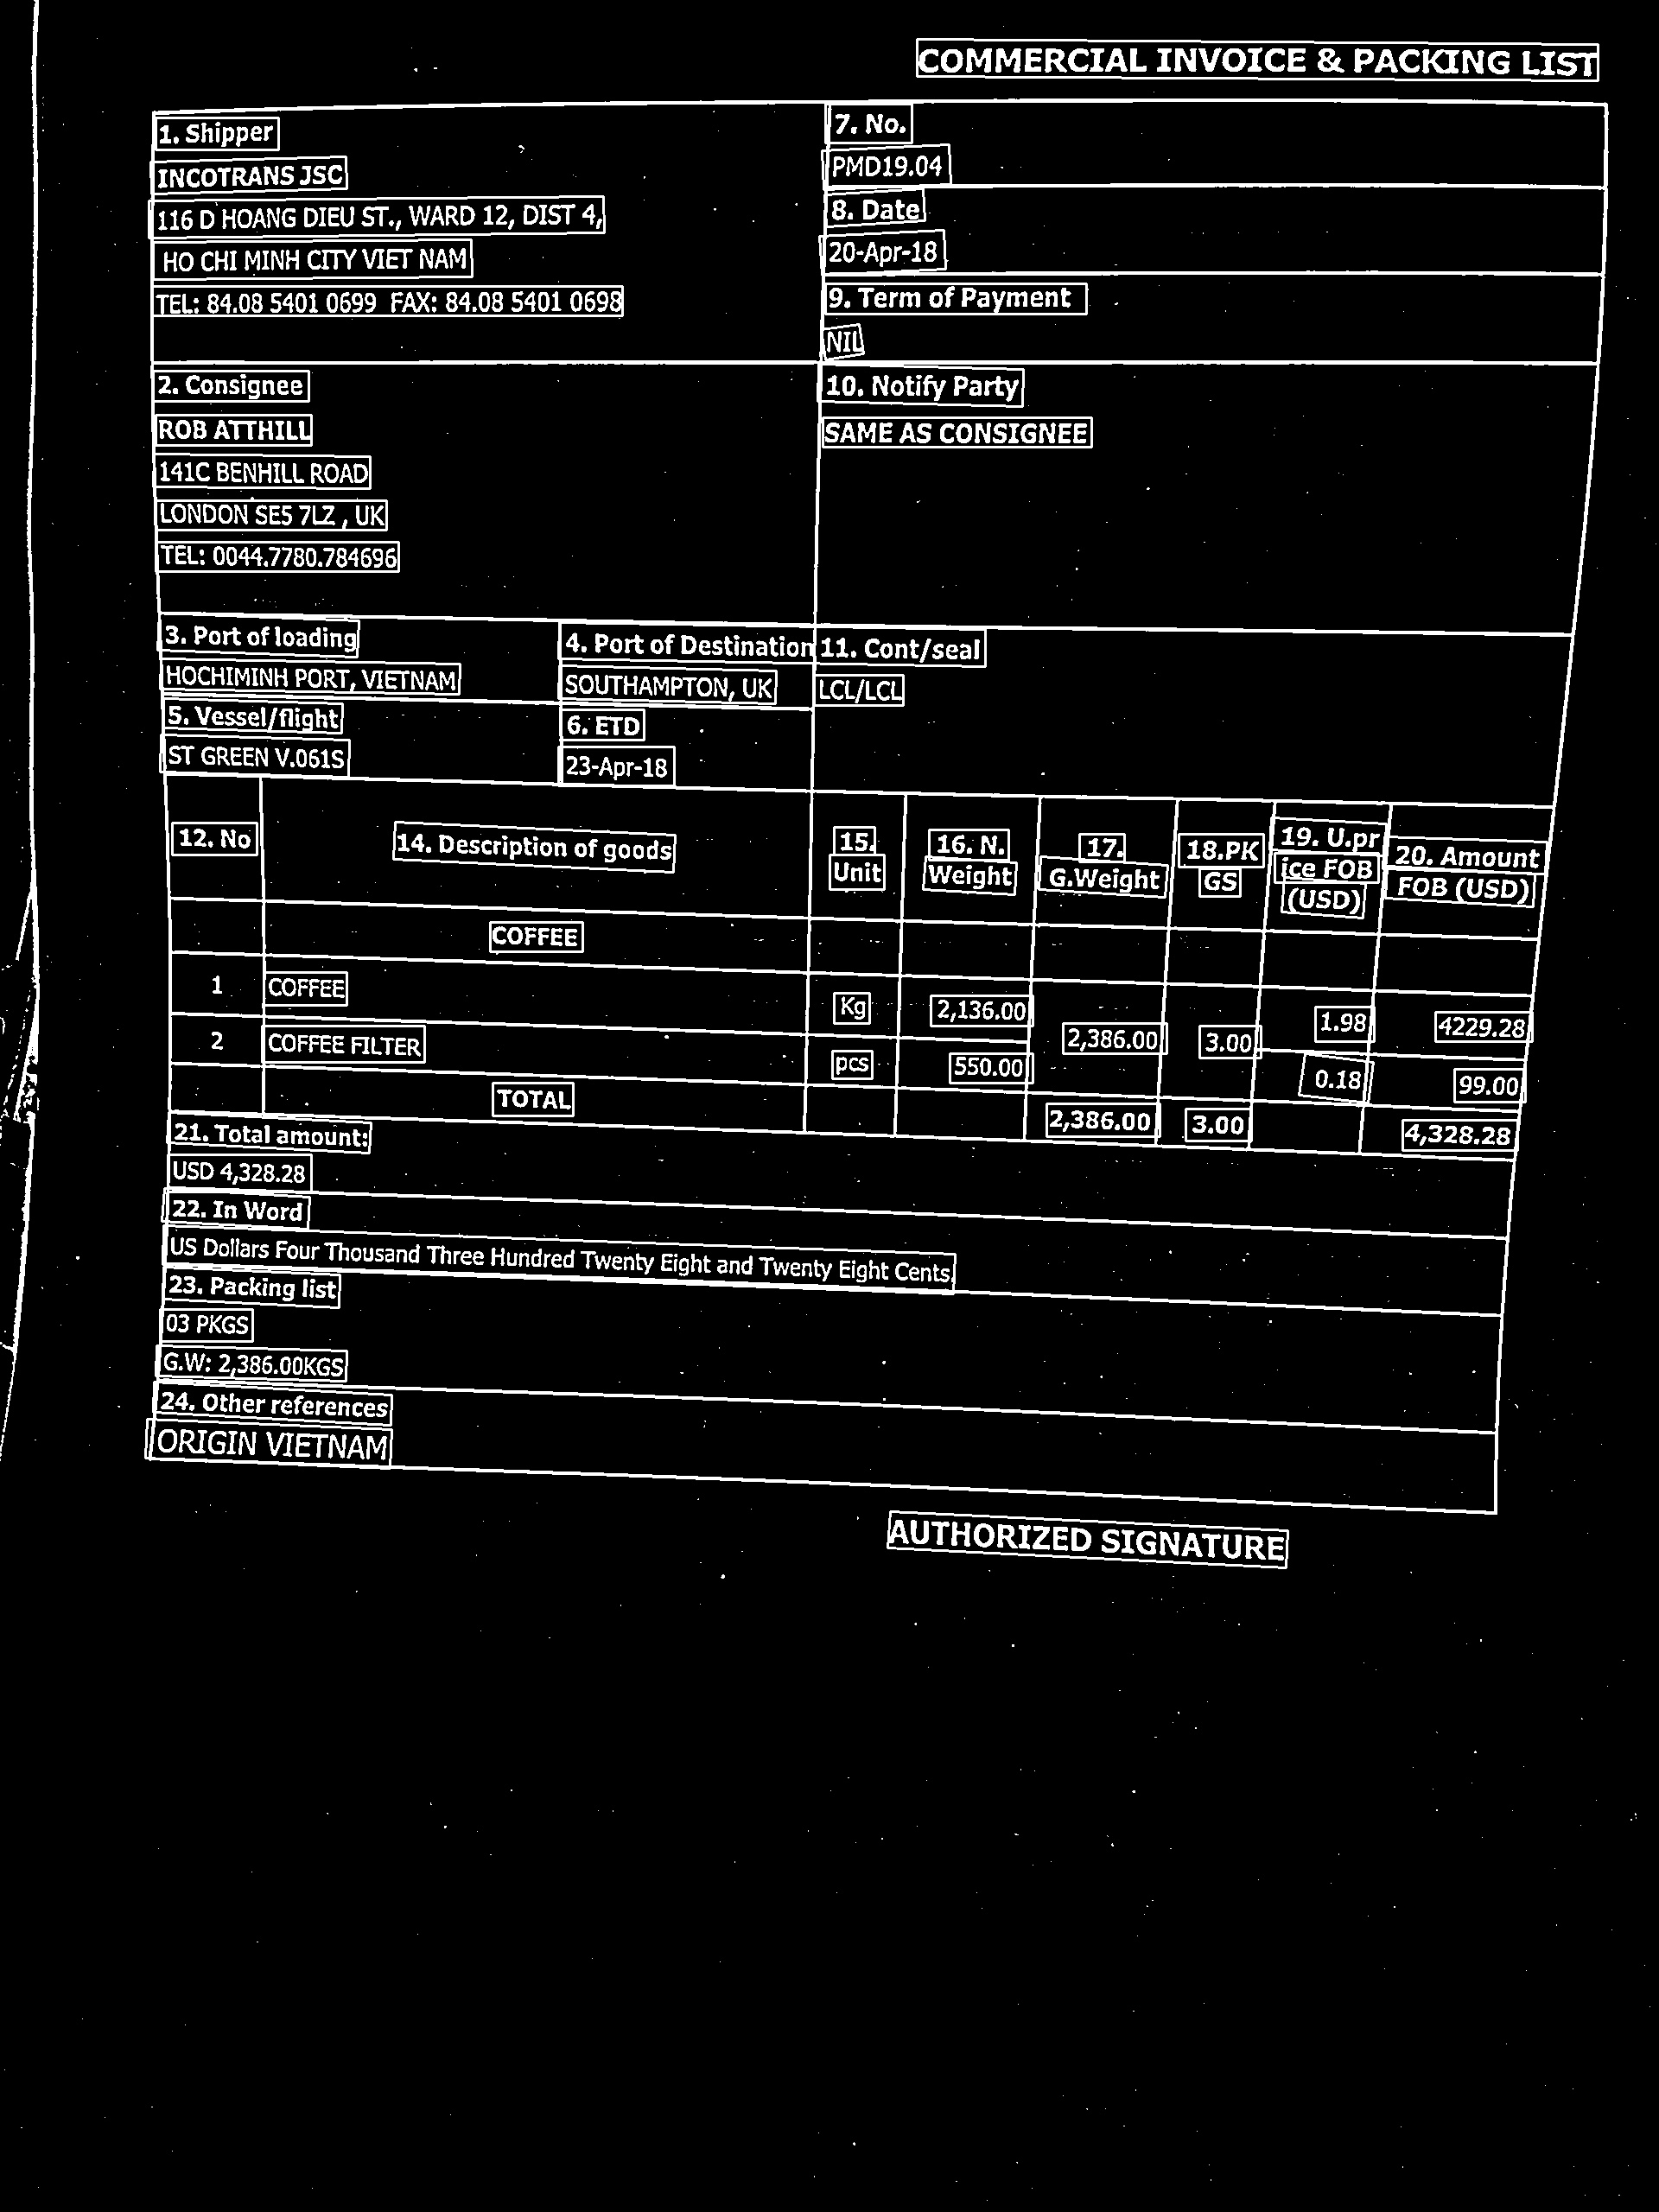 COMMERCIAL INVOICE & PACKING LIST
1. Shipper
INCOTRANS JSC
116 D HOANG DIEU ST., WARD 12, DIST 4,
HO CHI MINH CITY VIET NAM
TEL: 84.08 5401 0699 FAX: 84.08 5401 0698
7. No.
PMD19.04
8. Date
20-Apr-18
9. Term of Payment
NIL
2. Consignee
ROB ATTHILL
141C BENHILL ROAD
LONDON SE5 7LZ , UK
TEL: 0044.7780.784696
10. Notify Party
SAME AS CONSIGNEE
3. Port of loading
HOCHIMINH PORT, VIETNAM
4. Port of Destination
SOUTHAMPTON, UK
11. Cont/seal
LCL/LCL
5. Vessel/flight
ST GREEN V.061S
6. ETD
23-Apr-18
12. No
14. Description of goods
15.
Unit
16. N.
Weight
17.
G.Weight
18.PK
GS
19. U.pr
ice FOB
(USD)
20. Amount
FOB (USD)
COFFEE
1 COFFEE Kg 2,136.00 2,386.00 3.00 1.98 4229.28
2 COFFEE FILTER pcs 550.00 0.18 99.00
TOTAL 2,386.00 3.00 4,328.28
21. Total amount:
USD 4,328.28
22. In Word
US Dollars Four Thousand Three Hundred Twenty Eight and Twenty Eight Cents
23. Packing list
03 PKGS
G.W: 2,386.00KGS
24. Other references
ORIGIN VIETNAM
AUTHORIZED SIGNATURE